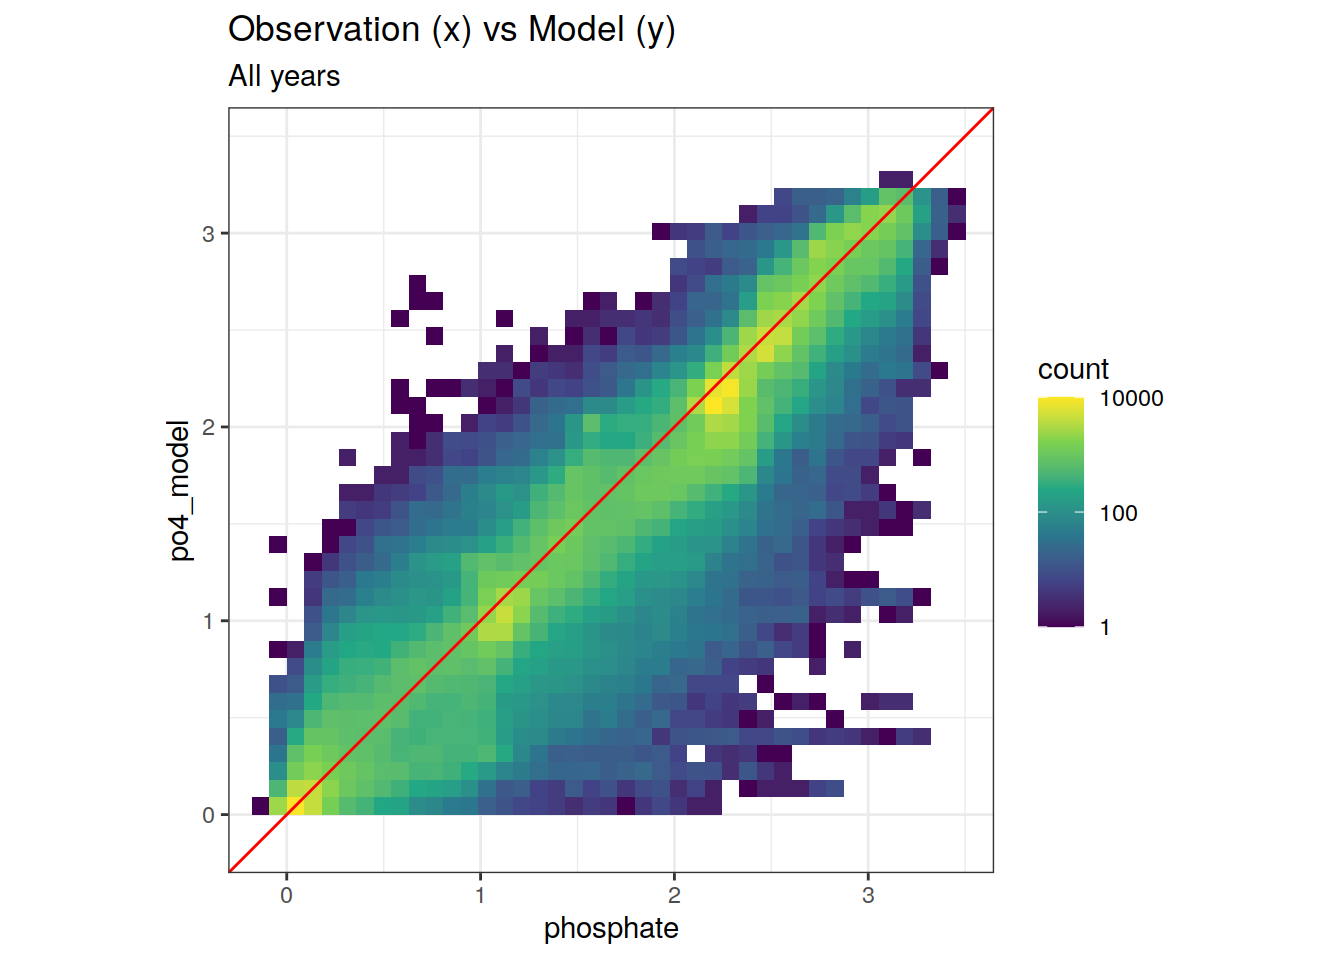 Observation (x) vs Model (y)
All years
po4_model
3
2
1
0
0 1 2 3
phosphate
count
10000
100
1